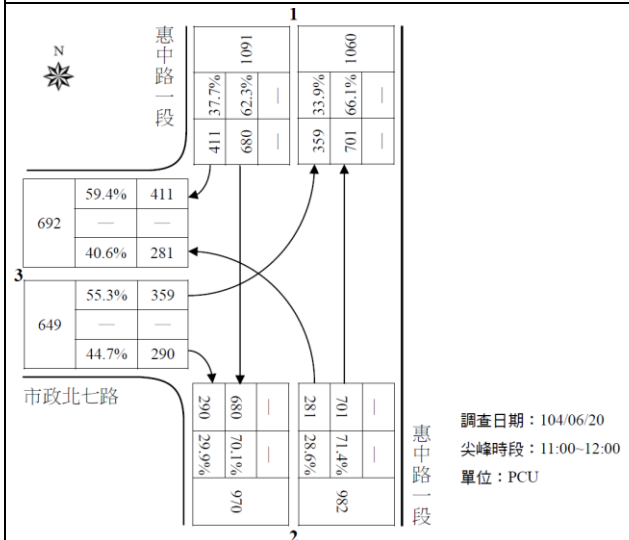 1
N
惠中路一段
1091
37.7% 62.3% —
411 680 —
1060
33.9% 66.1% —
359 701 —
692
59.4% 411
— —
40.6% 281
3
649
55.3% 359
— —
44.7% 290
市政北七路
290 680 —
29.9% 70.1% —
970
281 701 —
28.6% 71.4% —
982
惠中路一段
2
調查日期：104/06/20
尖峰時段：11:00~12:00
單位：PCU